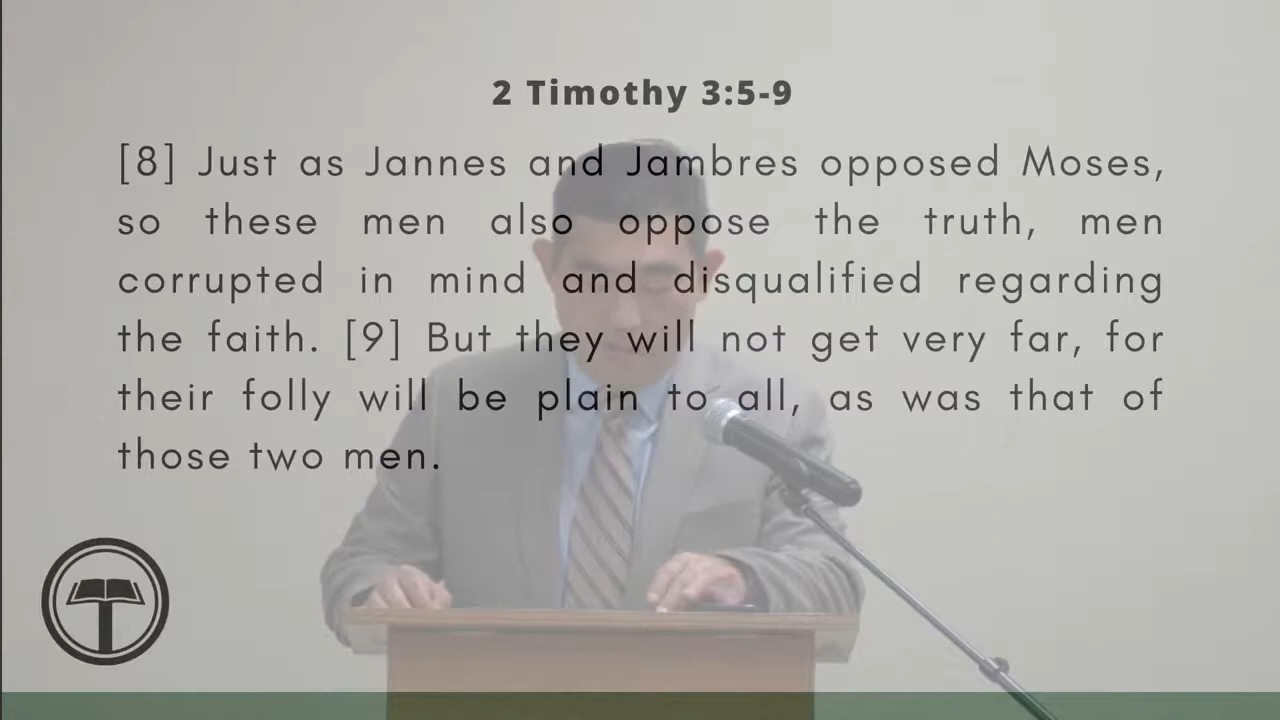 2 Timothy 3:5-9
[8] Just as Jannes and Jambres opposed Moses,
so these men also oppose the truth, men
corrupted in mind and disqualified regarding
the faith. [9] But they will not get very far, for
their folly will be plain to all, as was that of
those two men.